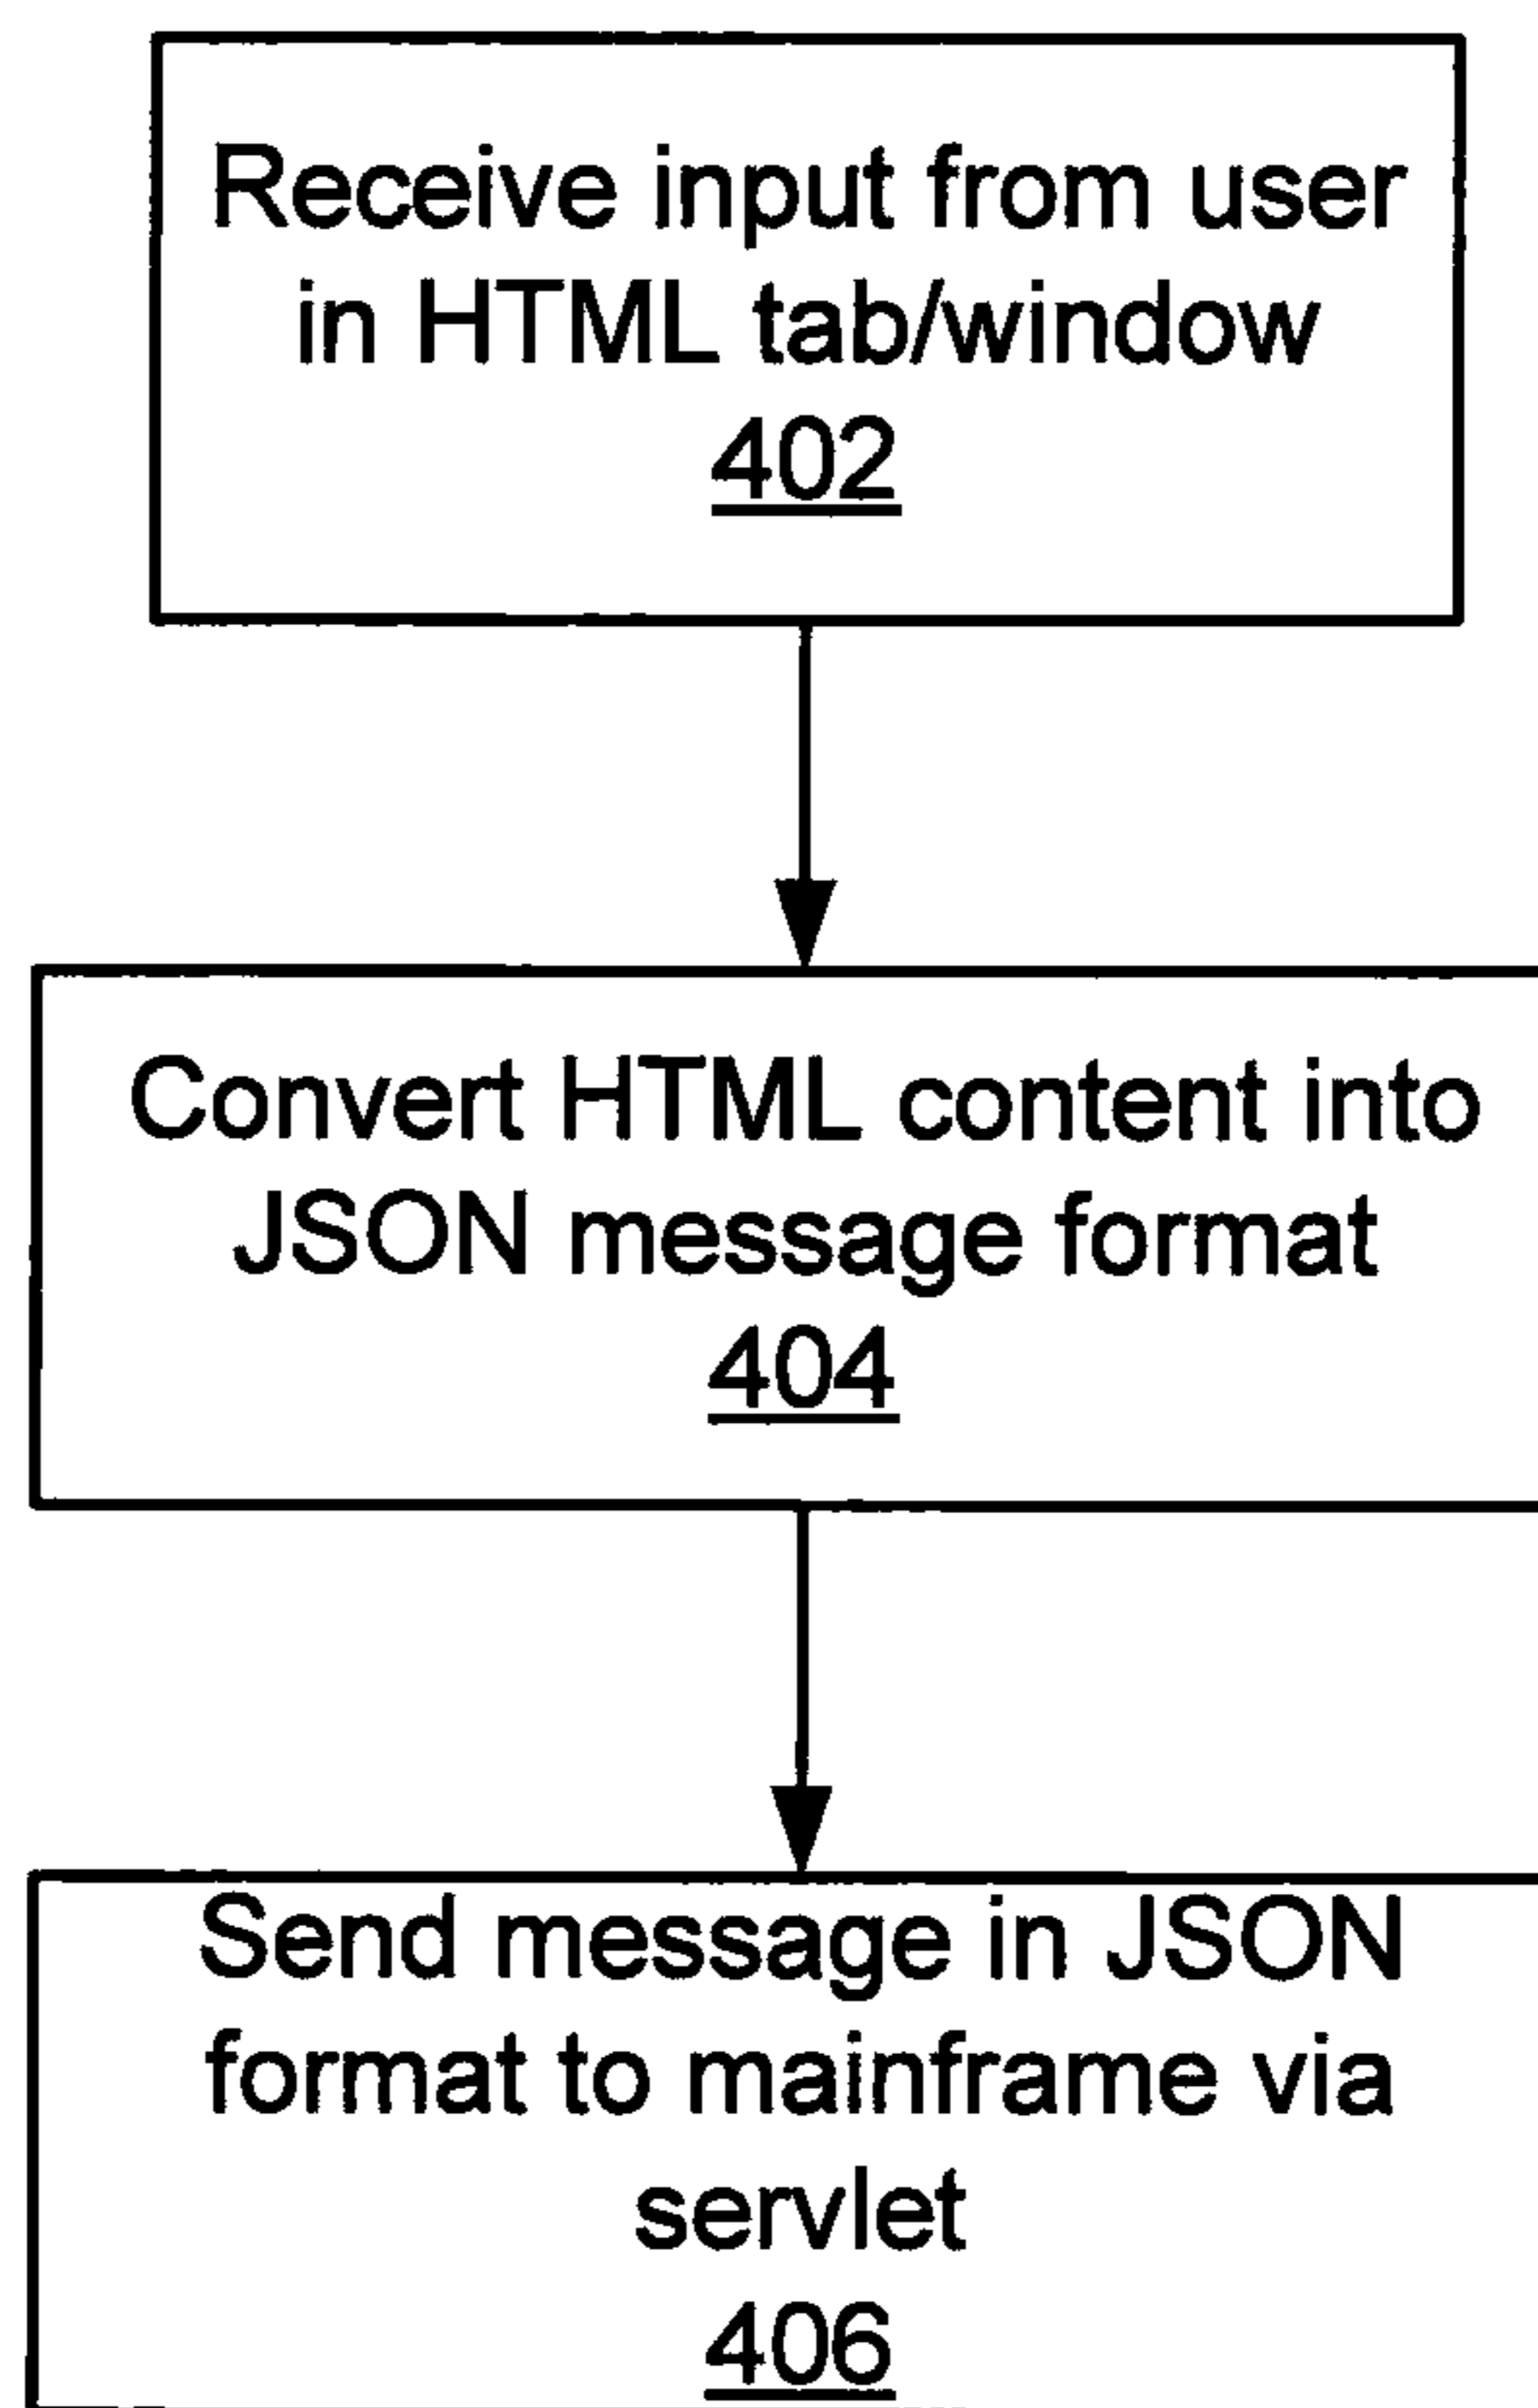 Receive input from user
in HTML tab/window
402
Convert HTML content into
JSON message format
404
Send message in JSON
format to mainframe via
servlet
406